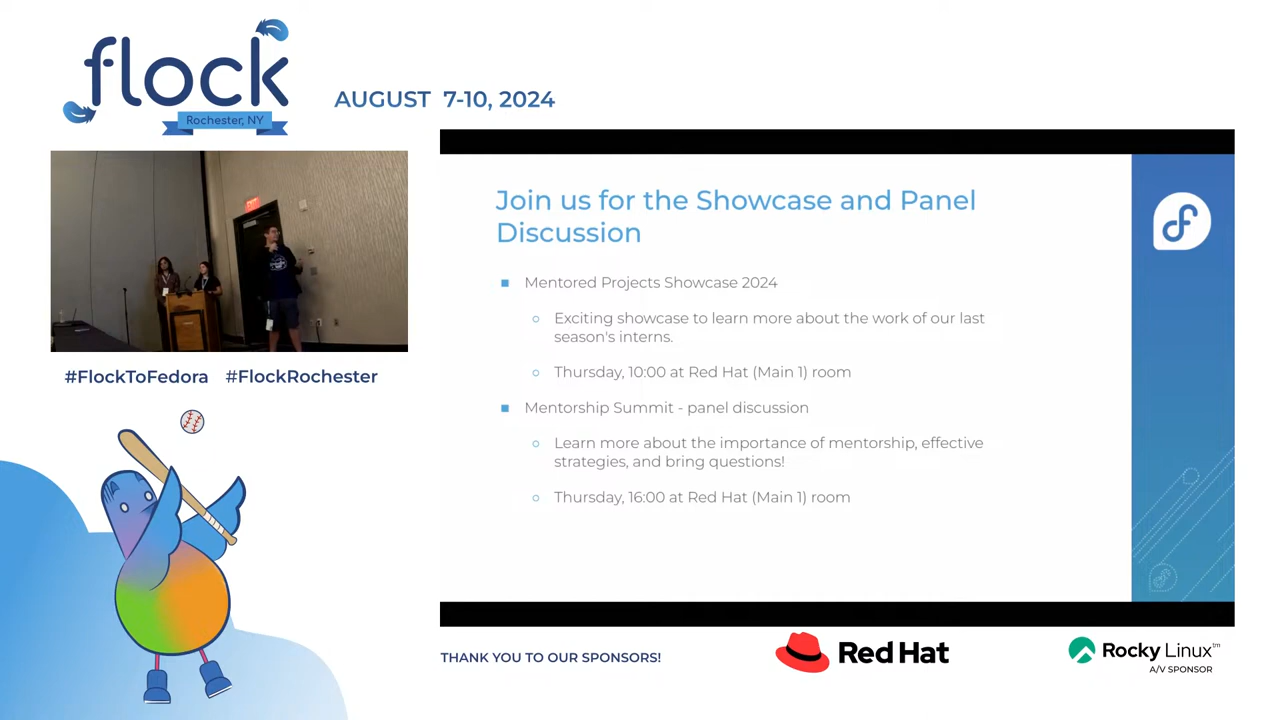 flock
Rochester, NY
AUGUST 7-10, 2024
Join us for the Showcase and Panel
Discussion
Mentored Projects Showcase 2024
Exciting showcase to learn more about the work of our last
season's interns.
Thursday, 10:00 at Red Hat (Main 1) room
Mentorship Summit - panel discussion
Learn more about the importance of mentorship, effective
strategies, and bring questions!
Thursday, 16:00 at Red Hat (Main 1) room
#FlockToFedora #FlockRochester
THANK YOU TO OUR SPONSORS!
Red Hat
Rocky Linux™
A/V SPONSOR